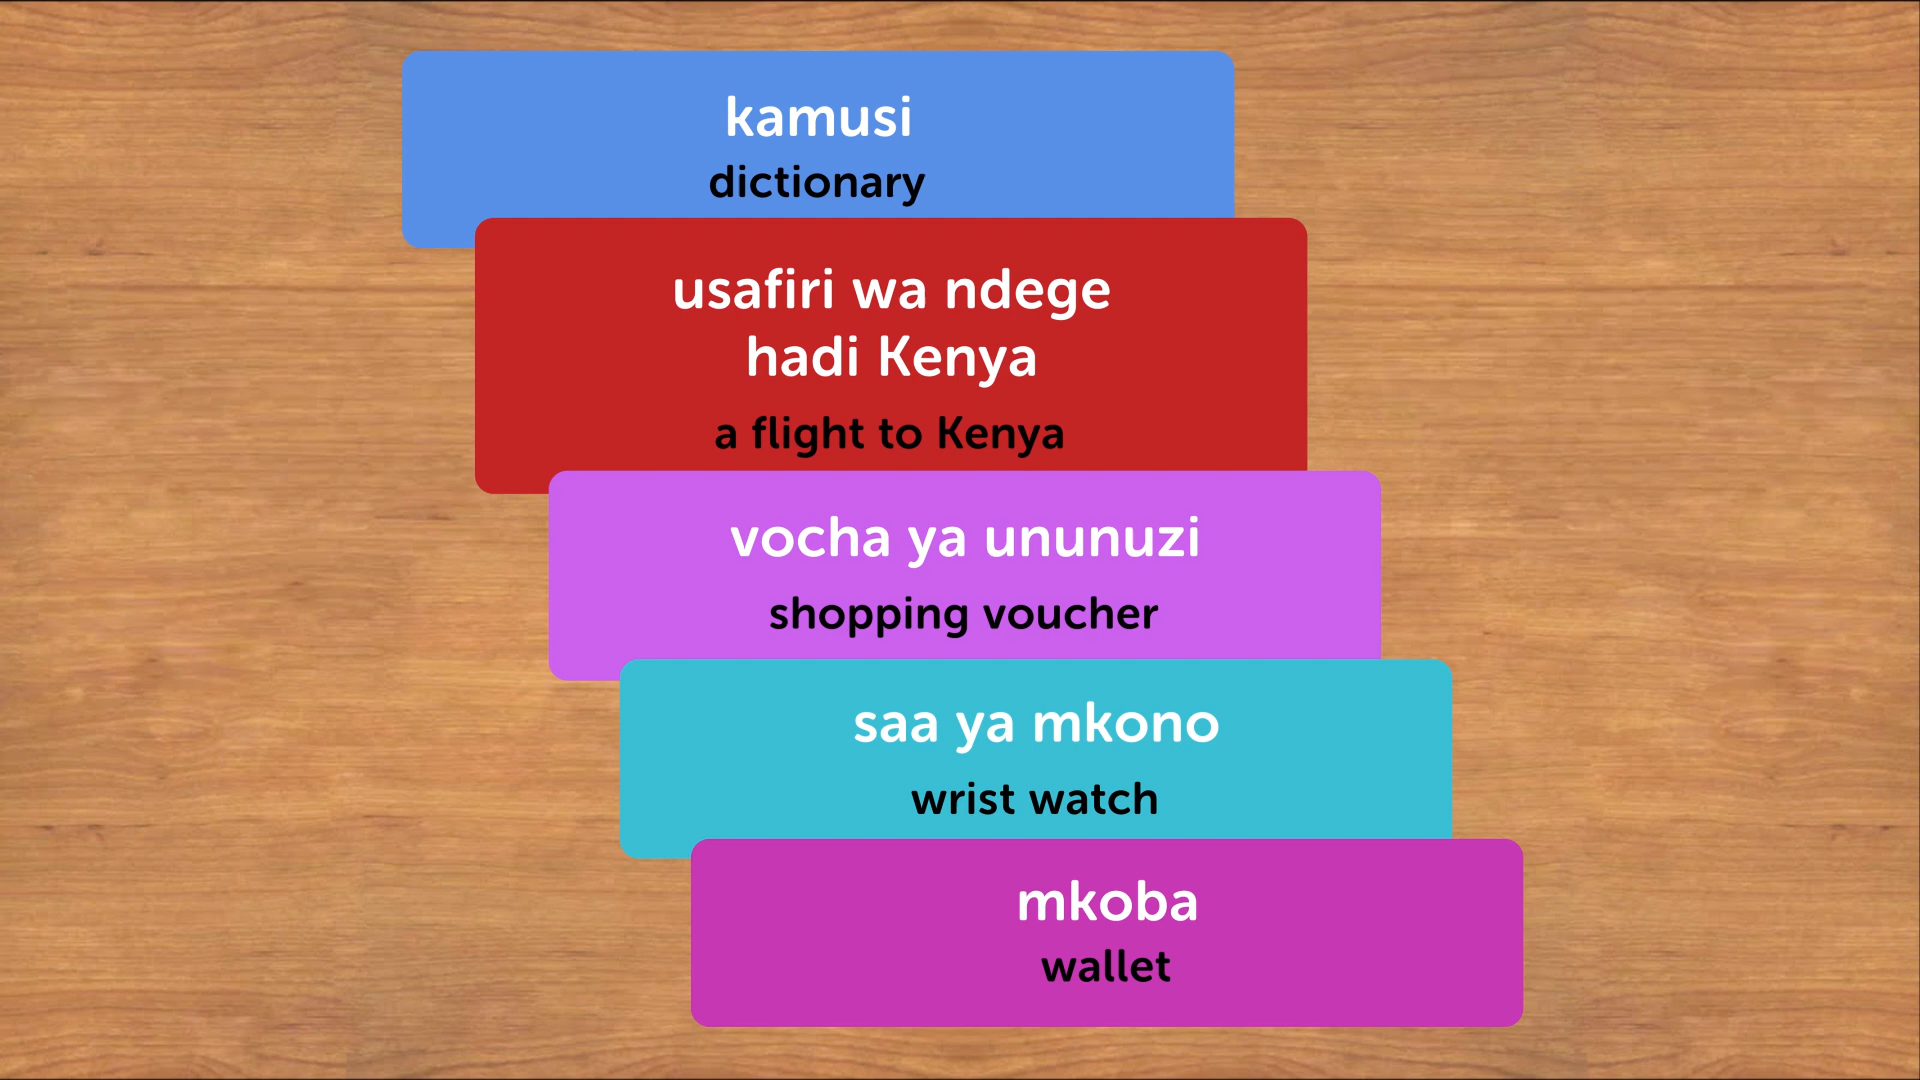 kamusi
dictionary
usafiri wa ndege
hadi Kenya
a flight to Kenya
vocha ya ununuzi
shopping voucher
saa ya mkono
wrist watch
mkoba
wallet